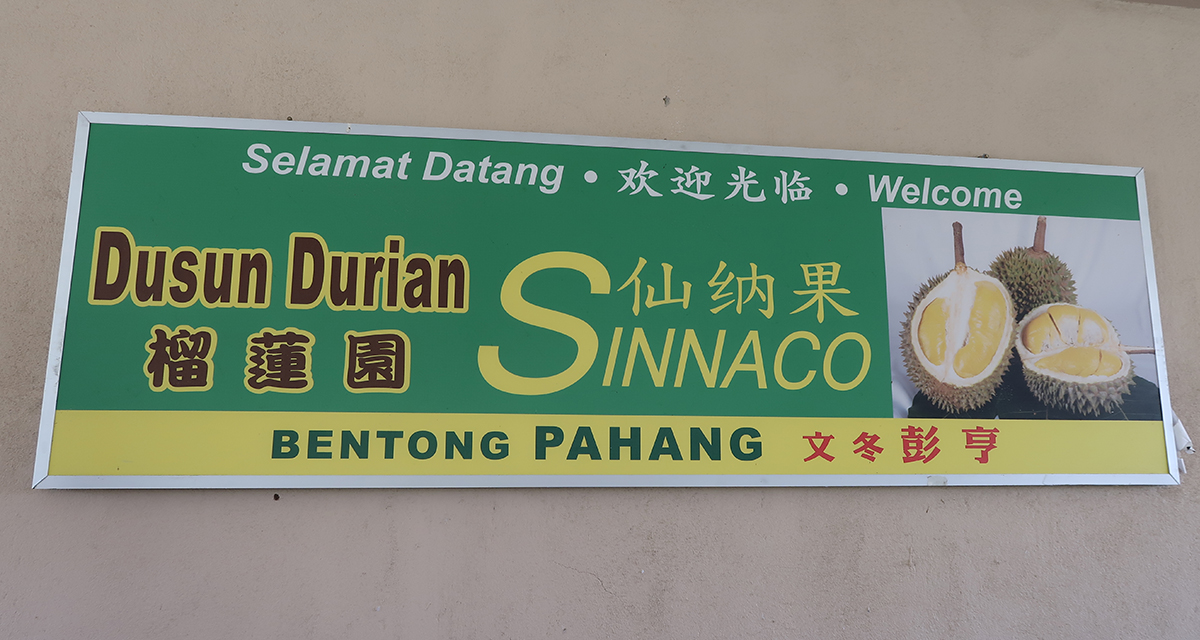 Selamat Datang • 欢迎光临 • Welcome
Dusun Durian
榴蓮園
仙纳果
SINNACO
BENTONG PAHANG 文冬彭亨